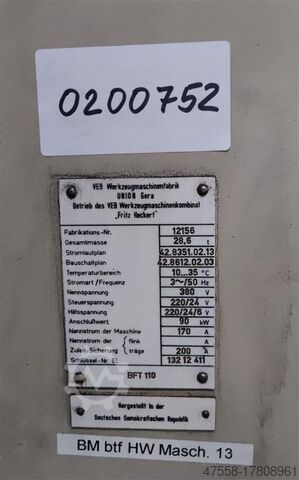 0200752
VEB Werkzeugmaschinenfabrik
UNION Gera
Betrieb des VEB Werkzeugmaschinenkombinat
„Fritz Heckert"
Fabrikations-Nr. 12156
Gesamtmasse 28,6 t
Stromlaufplan 42.8351.02.13
Bauschaltplan 42.8612.02.03
Temperaturbereich 10...35 °C
Stromart / Frequenz 3~/50 Hz
Nennspannung 380 V
Steuerspannung 220/24 V
Hilfsspannung 220/24/6 V
Anschlußwert 90 kW
Nennstrom der Maschine 170 A
Nennstrom der flink A
Zuleit.-Sicherung träge 200 A
Schlüssel-Nr. EL 132 12 411
BFT 110
Hergestellt in der
Deutschen Demokratischen Republik
BM btf HW Masch. 13
47558-17808961